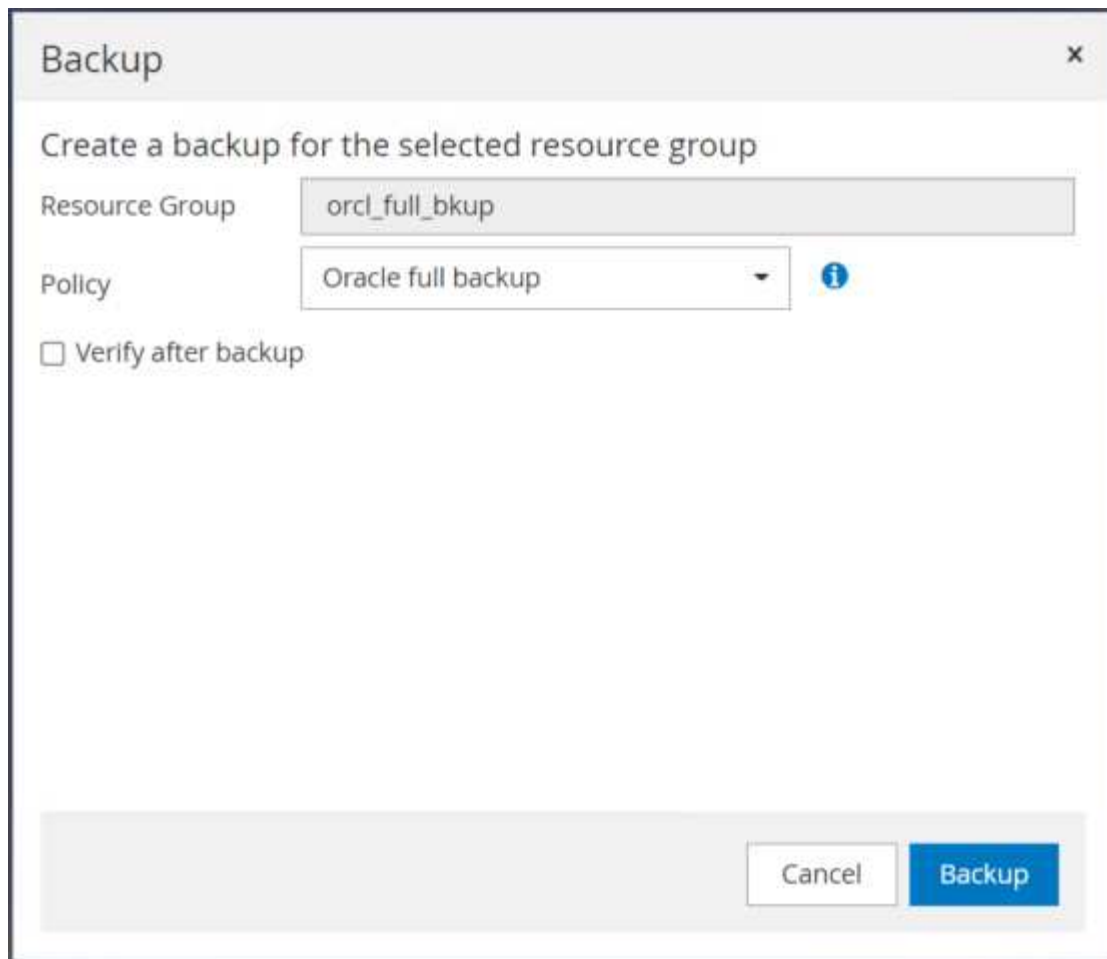 Backup
Create a backup for the selected resource group
Resource Group orcl_full_bkup
Policy Oracle full backup
Verify after backup
Cancel Backup